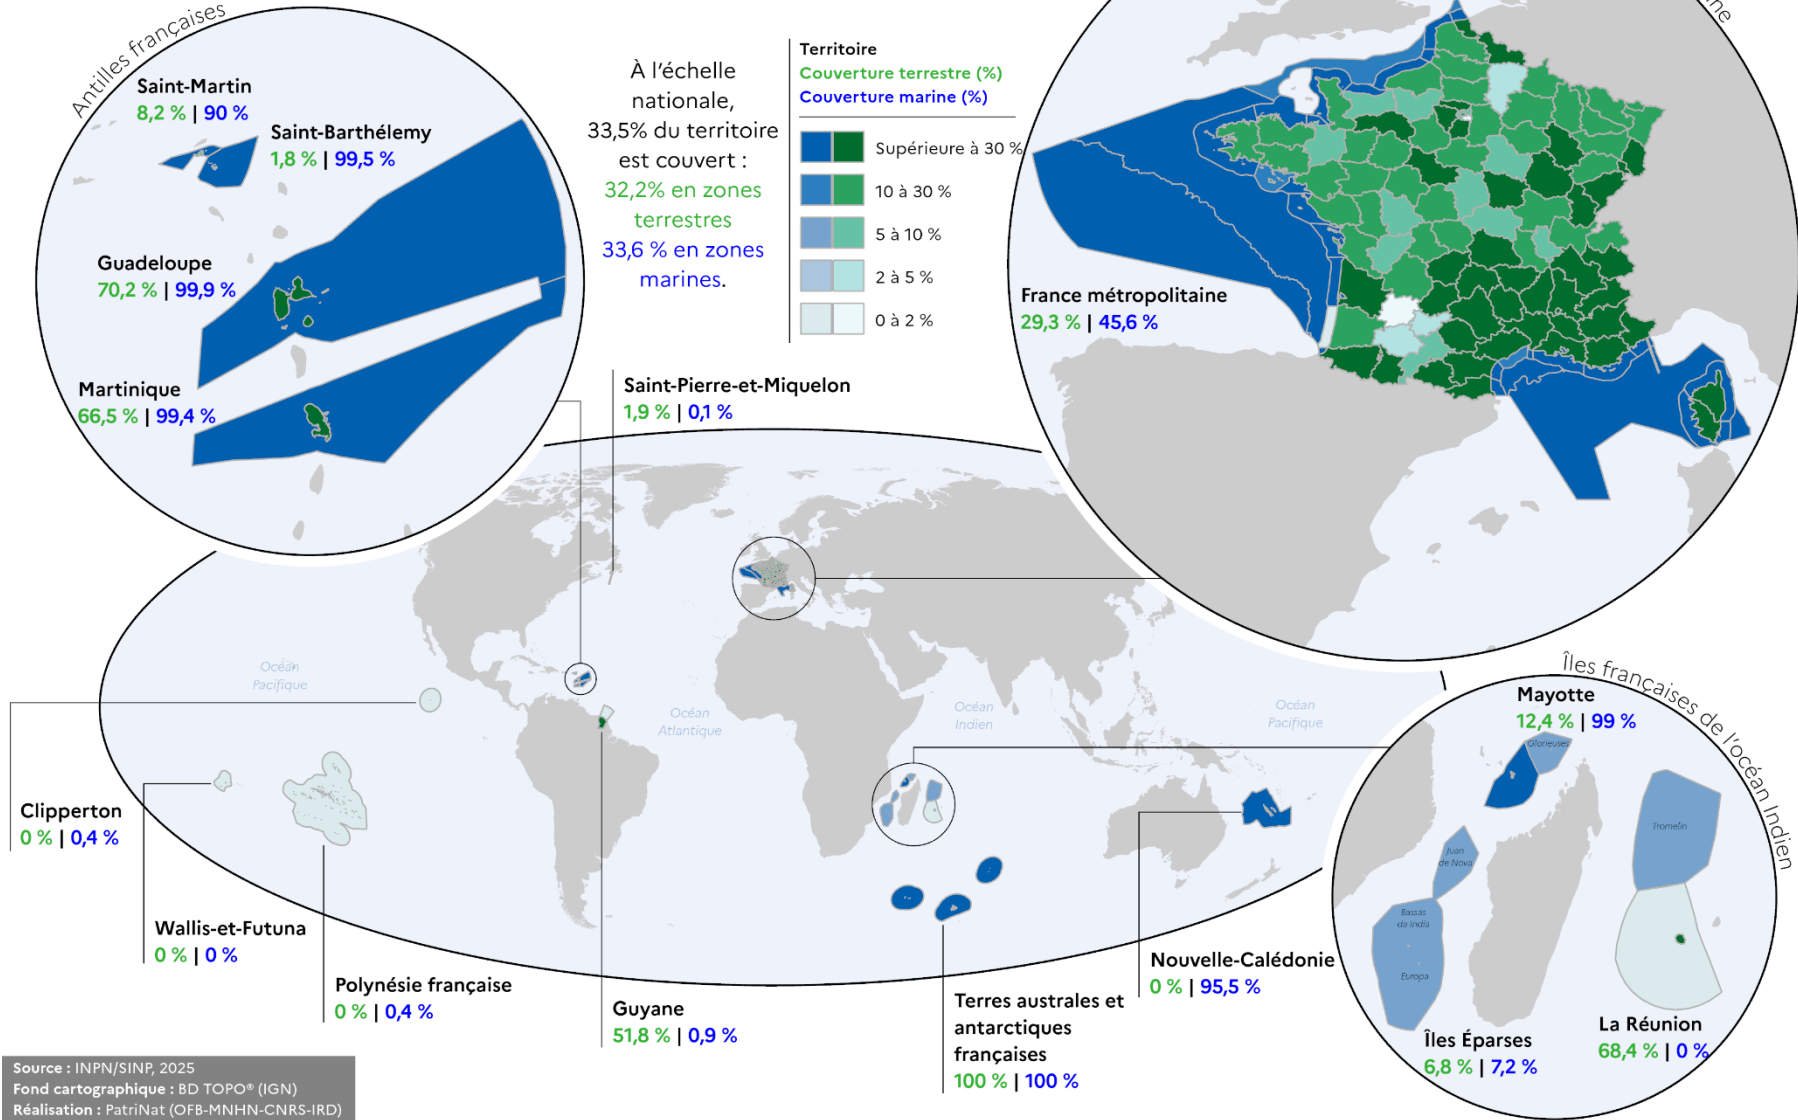 Antilles françaises
Saint-Martin
8,2 % | 90 %
Saint-Barthélemy
1,8 % | 99,5 %
Guadeloupe
70,2 % | 99,9 %
Martinique
66,5 % | 99,4 %
À l'échelle
nationale,
33,5% du territoire
est couvert :
32,2% en zones
terrestres
33,6 % en zones
marines.
Territoire
Couverture terrestre (%)
Couverture marine (%)
Supérieure à 30 %
10 à 30 %
5 à 10 %
2 à 5 %
0 à 2 %
France métropolitaine
29,3 % | 45,6 %
Saint-Pierre-et-Miquelon
1,9 % | 0,1 %
Océan
Pacifique
Océan
Atlantique
Océan
Indien
Océan
Pacifique
Clipperton
0 % | 0,4 %
Wallis-et-Futuna
0 % | 0 %
Polynésie française
0 % | 0,4 %
Guyane
51,8 % | 0,9 %
Terres australes et
antarctiques
françaises
100 % | 100 %
Nouvelle-Calédonie
0 % | 95,5 %
Îles françaises de l'océan Indien
Mayotte
12,4 % | 99 %
Glorieuses
Tromelin
Juan
de Nova
Bassas
da India
Europa
Îles Éparses
6,8 % | 7,2 %
La Réunion
68,4 % | 0 %
Source : INPN/SINP, 2025
Fond cartographique : BD TOPO® (IGN)
Réalisation : PatriNat (OFB-MNHN-CNRS-IRD)